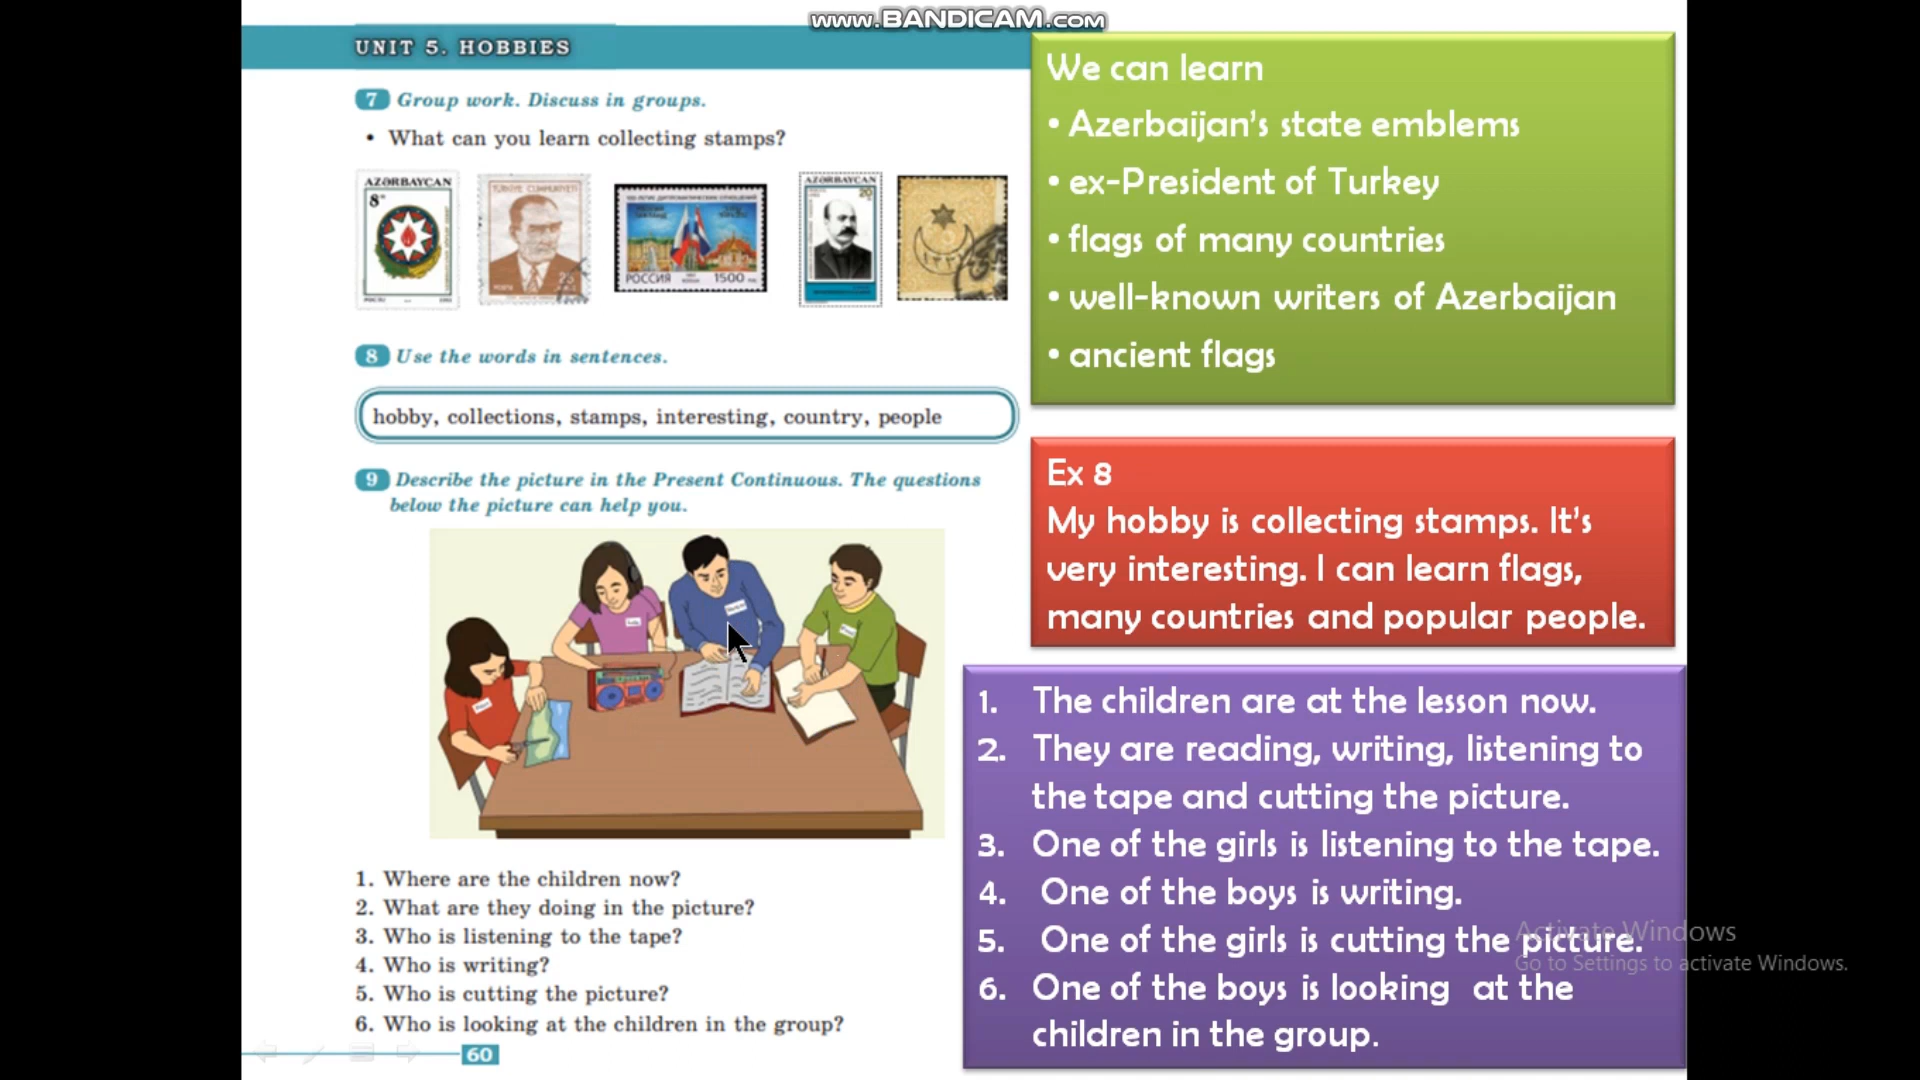 www.BANDICAM.com
UNIT 5. HOBBIES
7 Group work. Discuss in groups.
• What can you learn collecting stamps?
AZƏRBAYCAN
8
TÜRKİYE CUMHURİYETİ
25
РОССИЯ 1500
AZƏRBAYCAN
20
8 Use the words in sentences.
hobby, collections, stamps, interesting, country, people
9 Describe the picture in the Present Continuous. The questions
below the picture can help you.
1. Where are the children now?
2. What are they doing in the picture?
3. Who is listening to the tape?
4. Who is writing?
5. Who is cutting the picture?
6. Who is looking at the children in the group?
60
We can learn
• Azerbaijan's state emblems
• ex-President of Turkey
• flags of many countries
• well-known writers of Azerbaijan
• ancient flags
Ex 8
My hobby is collecting stamps. It's
very interesting. I can learn flags,
many countries and popular people.
1. The children are at the lesson now.
2. They are reading, writing, listening to
the tape and cutting the picture.
3. One of the girls is listening to the tape.
4. One of the boys is writing.
5. One of the girls is cutting the picture.
6. One of the boys is looking at the
children in the group.
Activate Windows
Go to Settings to activate Windows.